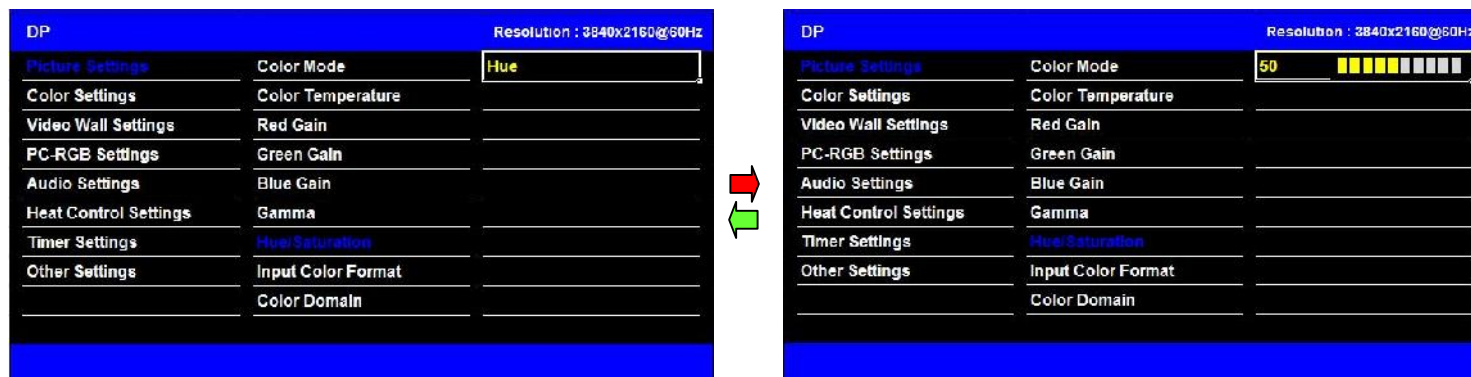 DP Resolution : 3840x2160@60Hz
Picture Settings Color Mode Hue
Color Settings Color Temperature
Video Wall Settings Red Gain
PC-RGB Settings Green Gain
Audio Settings Blue Gain
Heat Control Settings Gamma
Timer Settings Hue/Saturation
Other Settings Input Color Format
Color Domain
DP Resolution : 3840x2160@60Hz
Picture Settings Color Mode 50
Color Settings Color Temperature
Video Wall Settings Red Gain
PC-RGB Settings Green Gain
Audio Settings Blue Gain
Heat Control Settings Gamma
Timer Settings Hue/Saturation
Other Settings Input Color Format
Color Domain